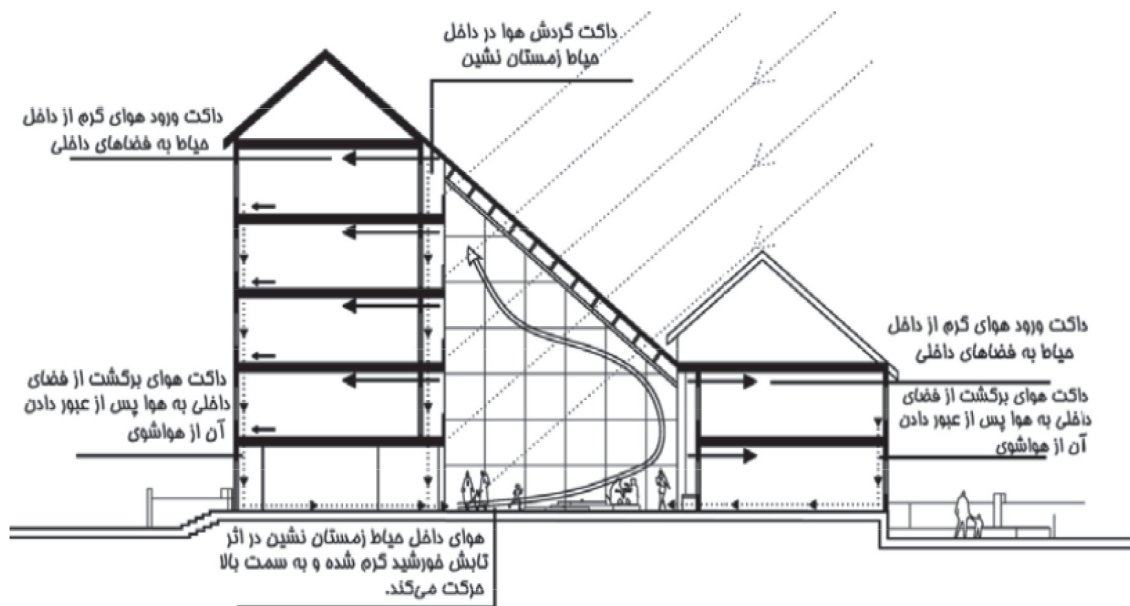 داکت گردش هوا در داخل
حیاط زمستان نشین
داکت ورود هوای گرم از داخل
حیاط به فضاهای داخلی
داکت ورود هوای گرم از داخل
حیاط به فضاهای داخلی
داکت هوای برگشت از فضای
داخلی به هوا پس از عبور دادن
آن از هواشوی
داکت هوای برگشت از فضای
داخلی به هوا پس از عبور دادن
آن از هواشوی
هوای داخل حیاط زمستان نشین در اثر
تابش خورشید گرم شده و به سمت بالا
حرکت می‌کند.